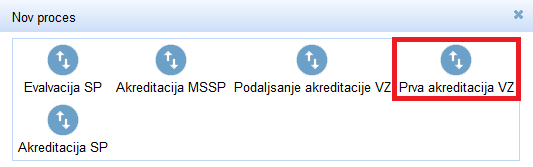 Nov proces
Evalvacija SP Akreditacija MSSP Podaljsanje akreditacije VZ Prva akreditacija VZ
Akreditacija SP